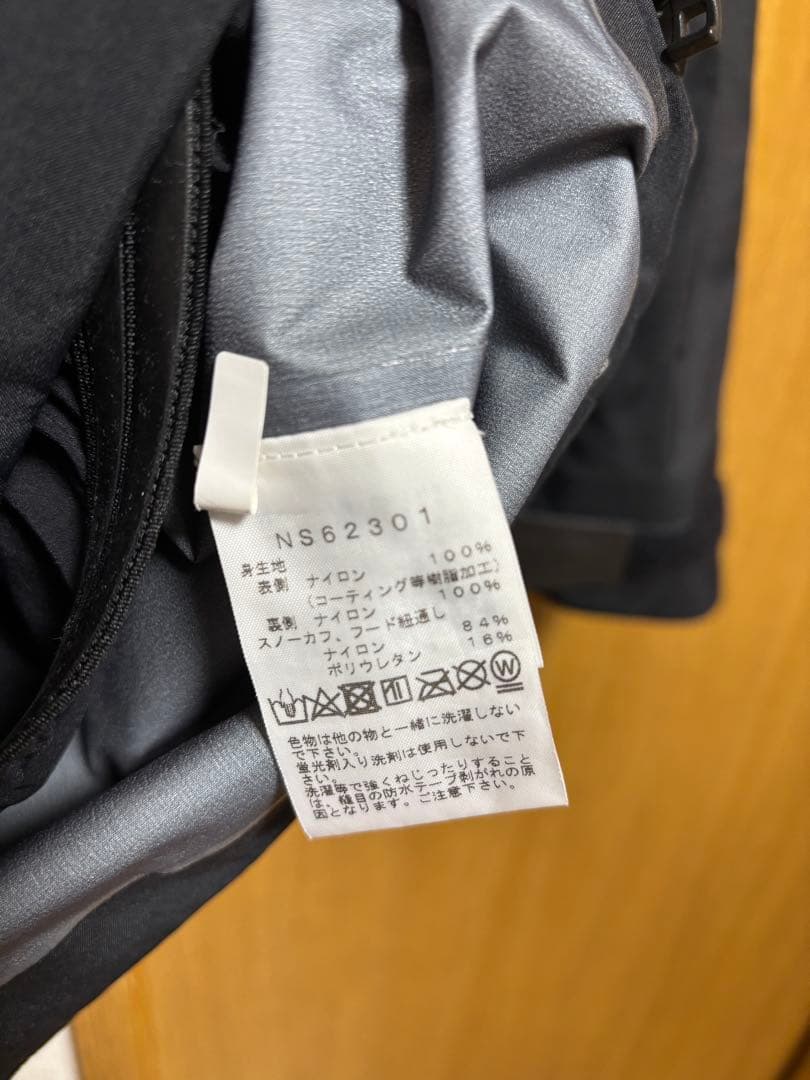 NS62301
身生地
表側 ナイロン 100%
(コーティング等樹脂加工)
裏側 ナイロン 100%
スノーカフ、フード紐通し
ナイロン 84%
ポリウレタン 16%
W
色物は他の物と一緒に洗濯しない
で下さい。
蛍光剤入り洗剤は使用しないで下
さい。
洗濯等で強くねじったりすること
は、種目の防水テープ剥がれの原
因となります。ご注意下さい。